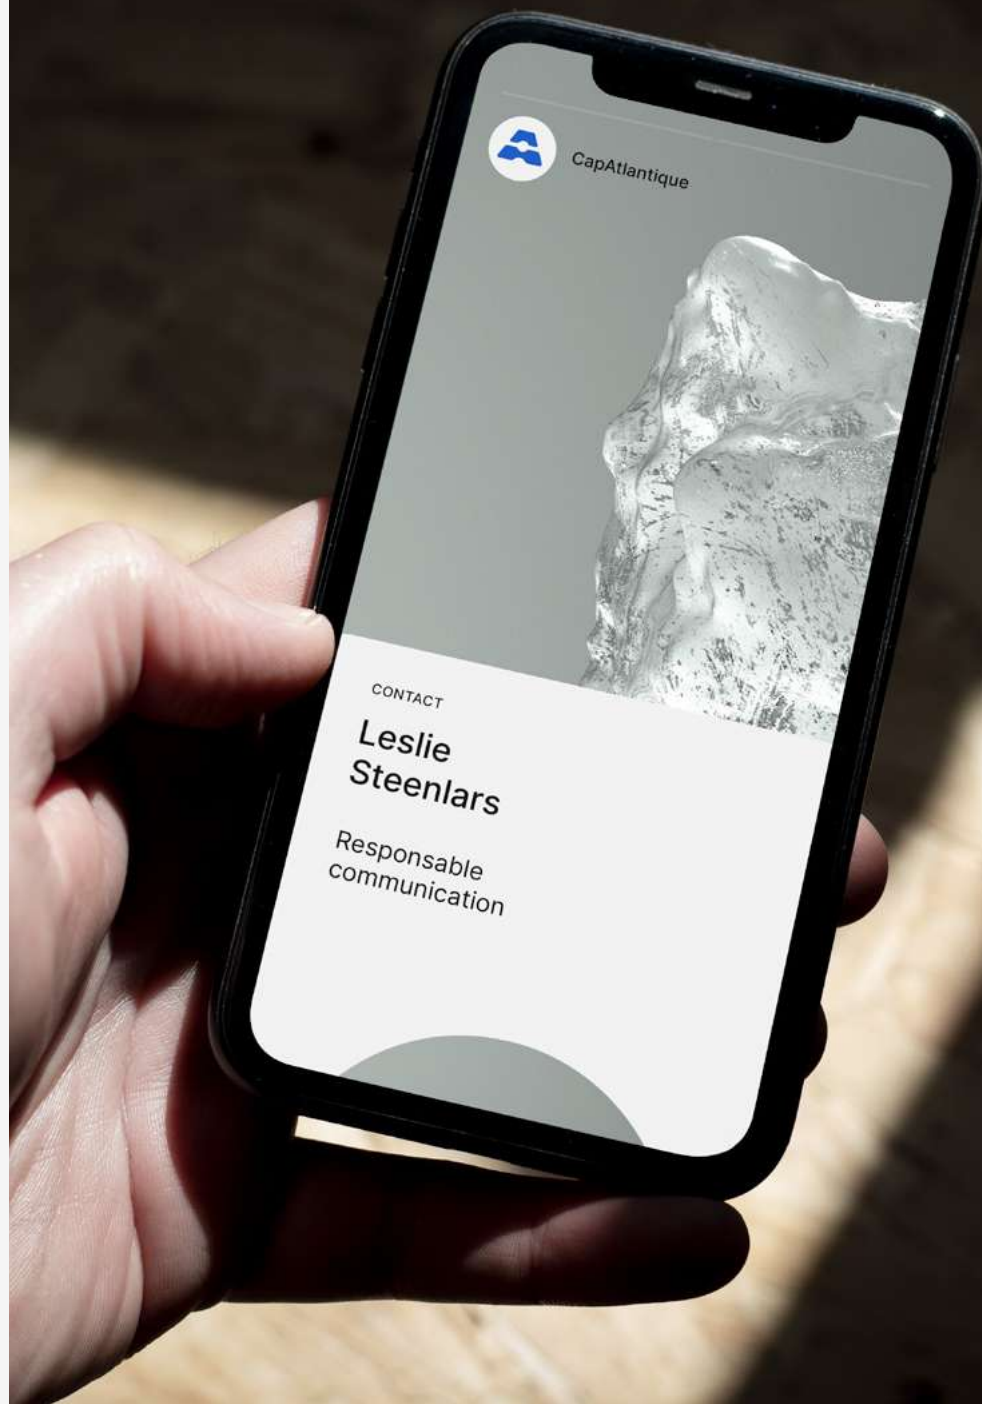 CapAtlantique
CONTACT
Leslie
Steenlars
Responsable
communication